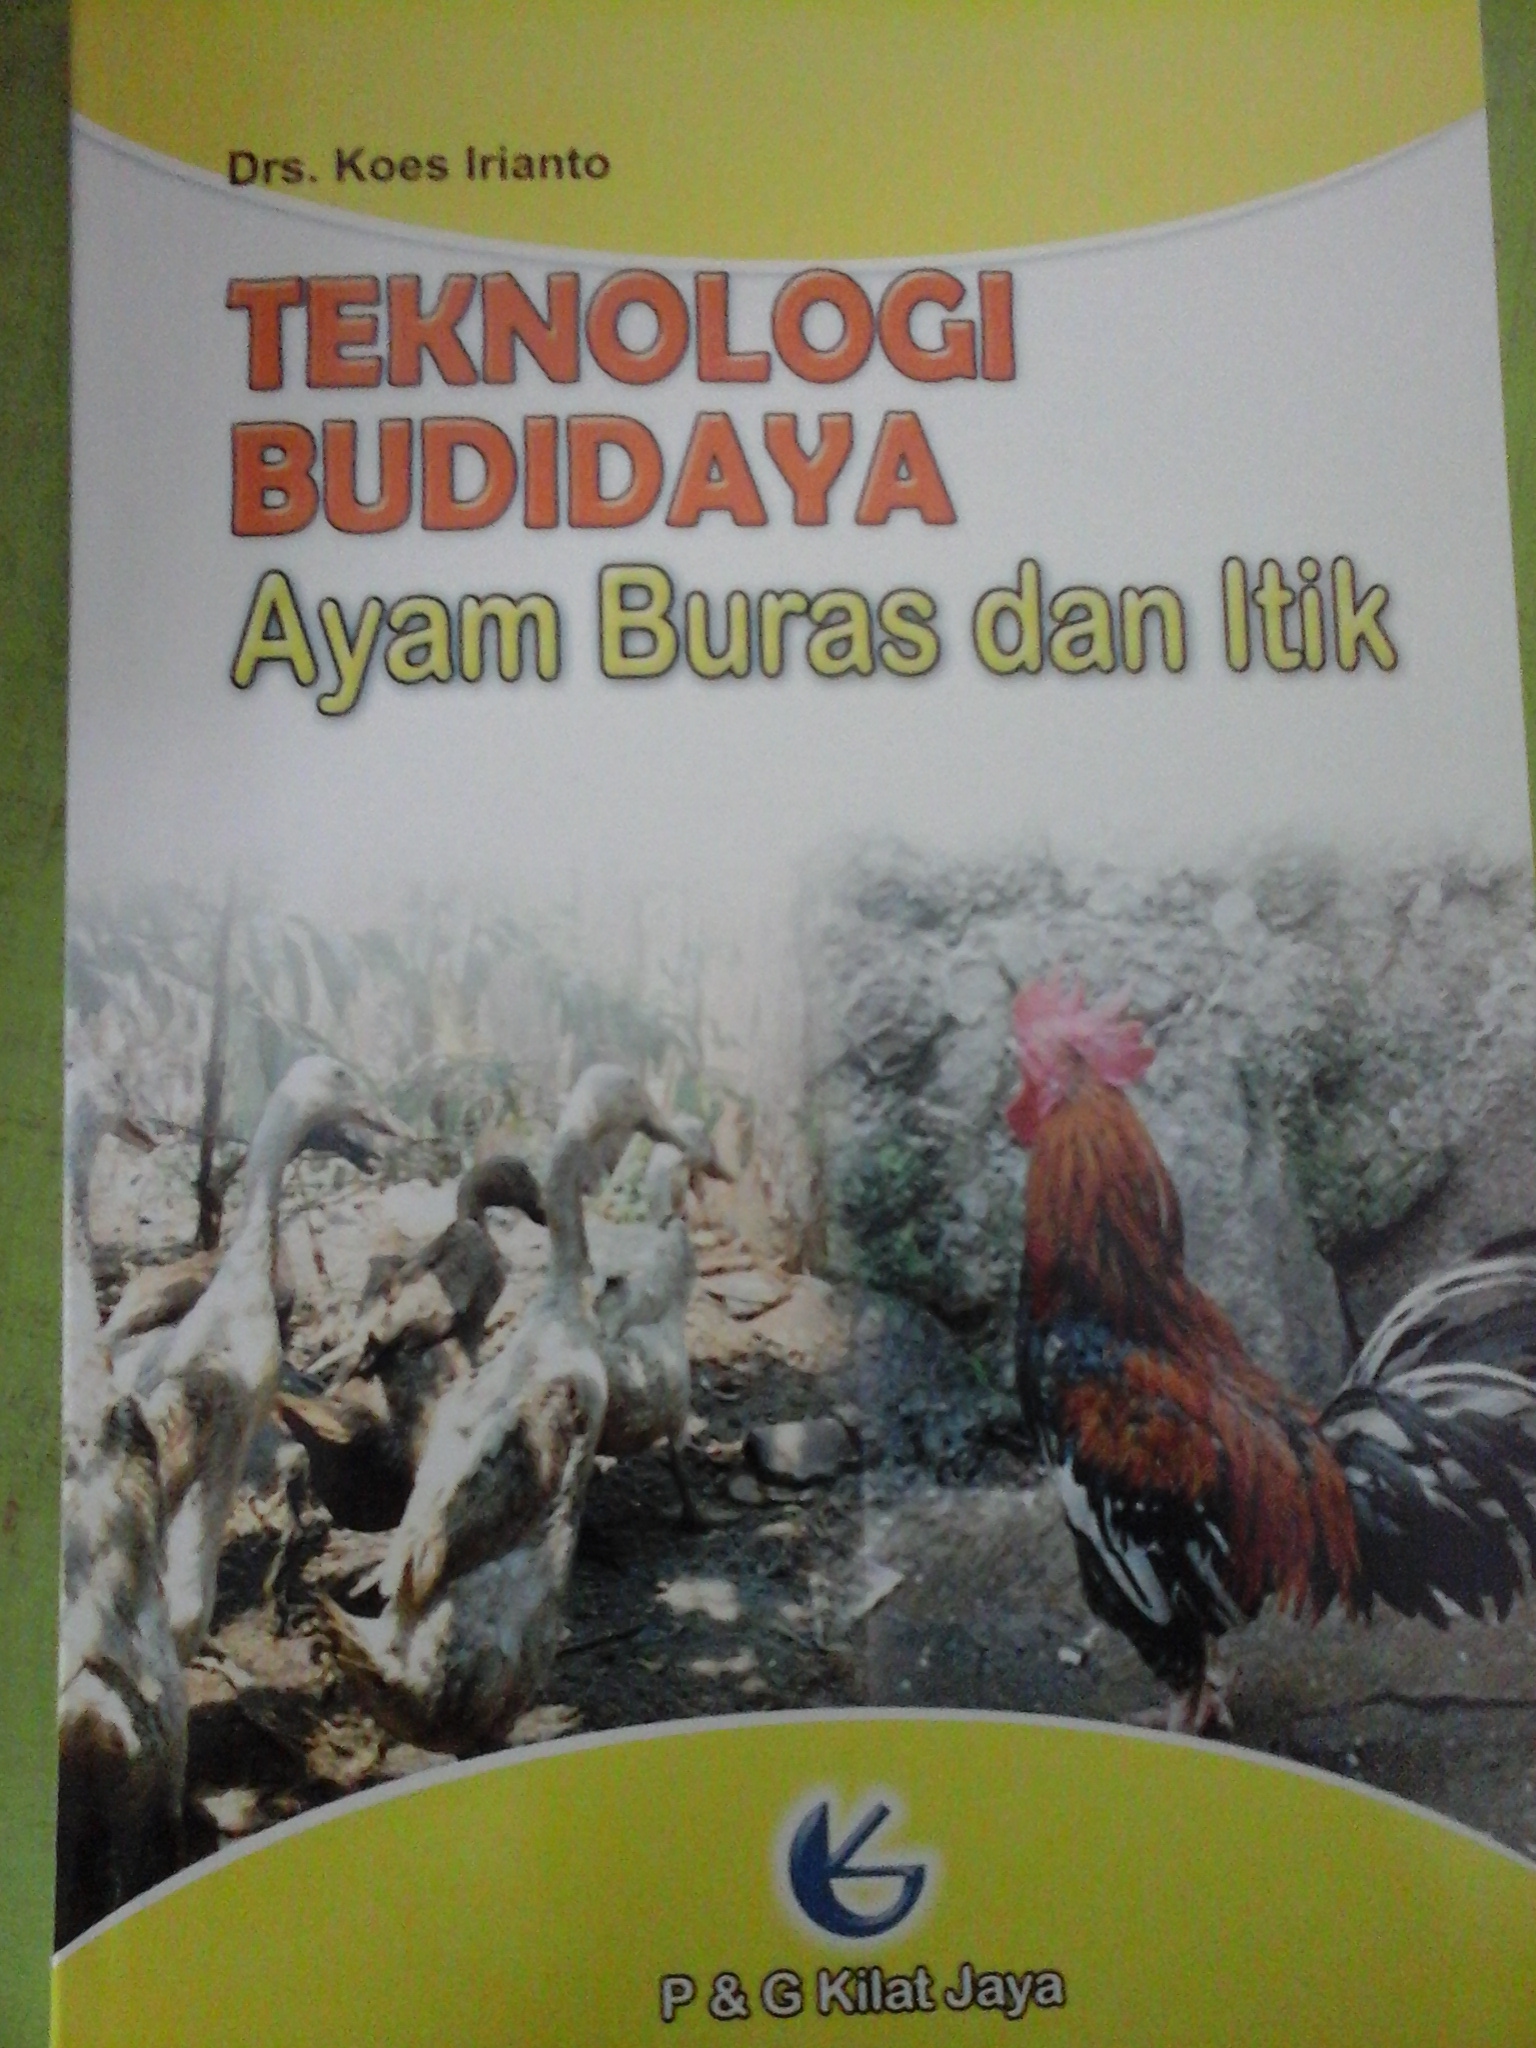 Drs. Koes Irianto
TEKNOLOGI
BUDIDAYA
Ayam Buras dan Itik
P & G Kilat Jaya